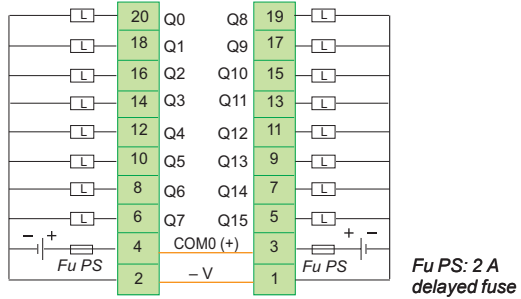 L 20 Q0 Q8 19 L
L 18 Q1 Q9 17 L
L 16 Q2 Q10 15 L
L 14 Q3 Q11 13 L
L 12 Q4 Q12 11 L
L 10 Q5 Q13 9 L
L 8 Q6 Q14 7 L
L 6 Q7 Q15 5 L
– + 4 COM0 (+) 3 + –
Fu PS Fu PS
2 – V 1
Fu PS: 2 A
delayed fuse